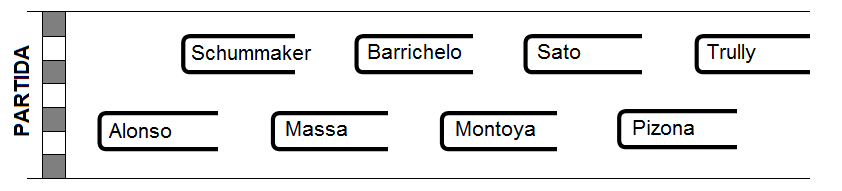 PARTIDA
Schummaker Barrichelo Sato Trully
Alonso Massa Montoya Pizona